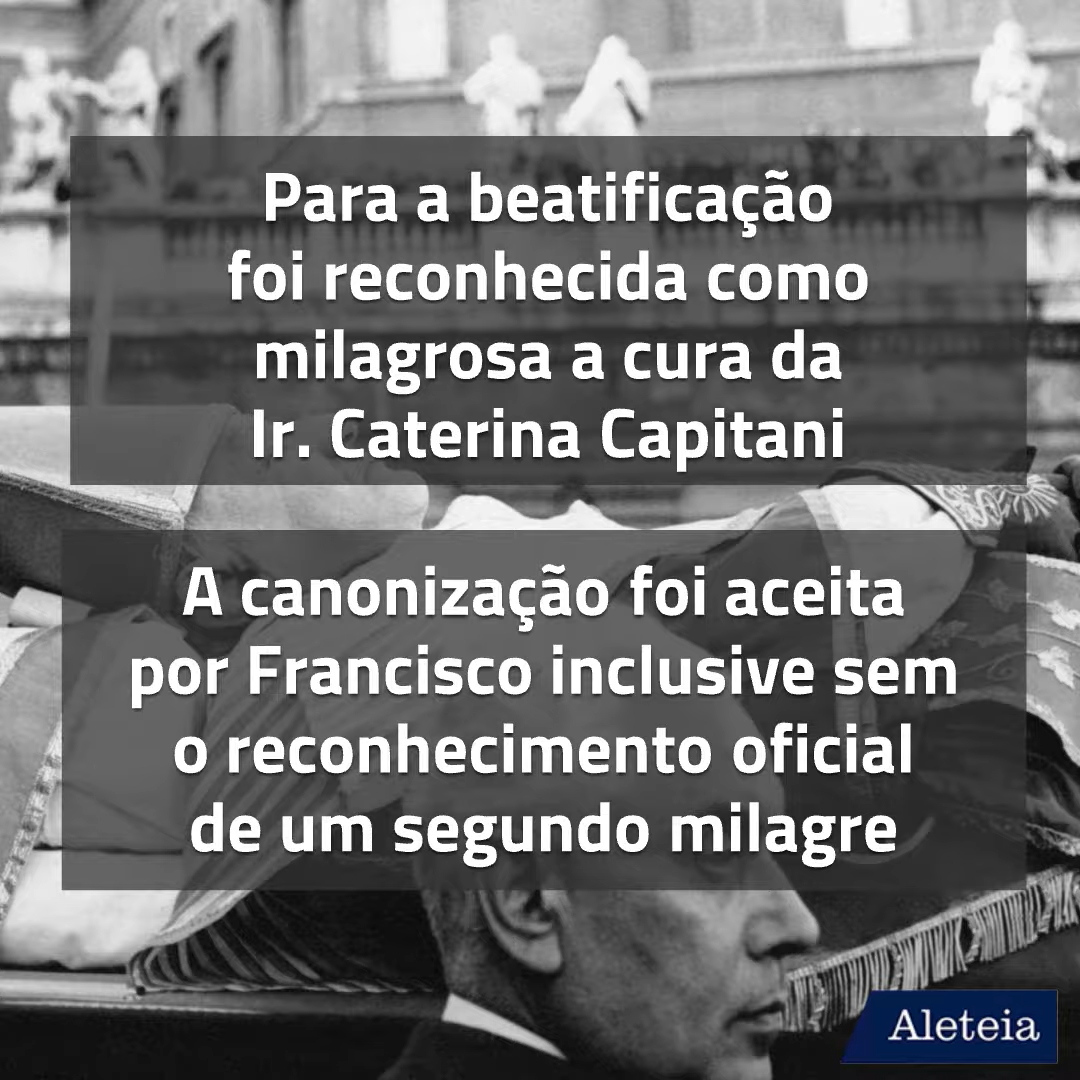 Para a beatificação
foi reconhecida como
milagrosa a cura da
Ir. Caterina Capitani
A canonização foi aceita
por Francisco inclusive sem
o reconhecimento oficial
de um segundo milagre
Aleteia